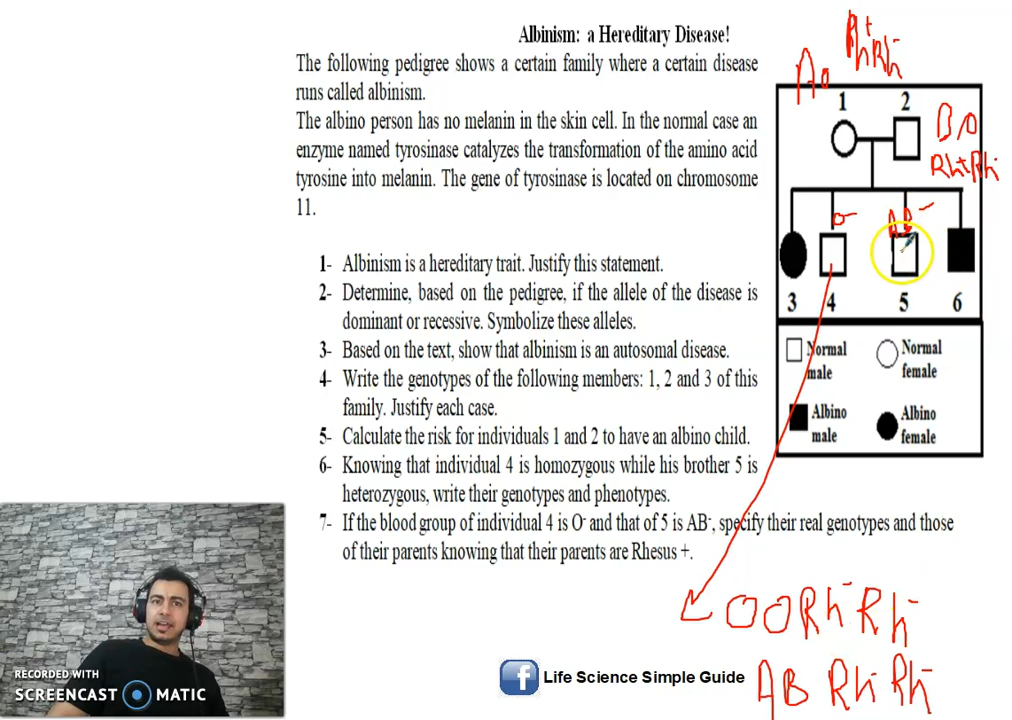 Albinism: a Hereditary Disease!
The following pedigree shows a certain family where a certain disease
runs called albinism.
The albino person has no melanin in the skin cell. In the normal case an
enzyme named tyrosinase catalyzes the transformation of the amino acid
tyrosine into melanin. The gene of tyrosinase is located on chromosome
11.
1- Albinism is a hereditary trait. Justify this statement.
2- Determine, based on the pedigree, if the allele of the disease is
dominant or recessive. Symbolize these alleles.
3- Based on the text, show that albinism is an autosomal disease.
4- Write the genotypes of the following members: 1, 2 and 3 of this
family. Justify each case.
5- Calculate the risk for individuals 1 and 2 to have an albino child.
6- Knowing that individual 4 is homozygous while his brother 5 is
heterozygous, write their genotypes and phenotypes.
7- If the blood group of individual 4 is O⁻ and that of 5 is AB⁻, specify their real genotypes and those
of their parents knowing that their parents are Rhesus +.
AO Rh⁺Rh⁻
1 2
BO
Rh+Rh⁻
O⁻ AB⁻
3 4 5 6
Normal
male
Normal
female
Albino
male
Albino
female
OO Rh⁻ Rh⁻
AB Rh⁻ Rh⁻
f Life Science Simple Guide
RECORDED WITH
SCREENCAST MATIC